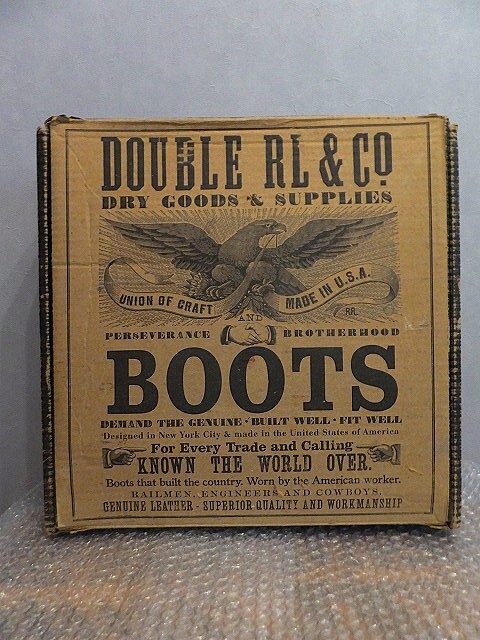 DOUBLE RL & CO
DRY GOODS & SUPPLIES
UNION OF CRAFT
MADE IN U.S.A.
RR.
AND
PERSEVERANCE BROTHERHOOD
BOOTS
DEMAND THE GENUINE · BUILT WELL · FIT WELL
Designed in New York City & made in the United States of America
For Every Trade and Calling
KNOWN THE WORLD OVER.
Boots that built the country. Worn by the American worker.
RAILMEN, ENGINEERS AND COWBOYS.
GENUINE LEATHER - SUPERIOR QUALITY AND WORKMANSHIP